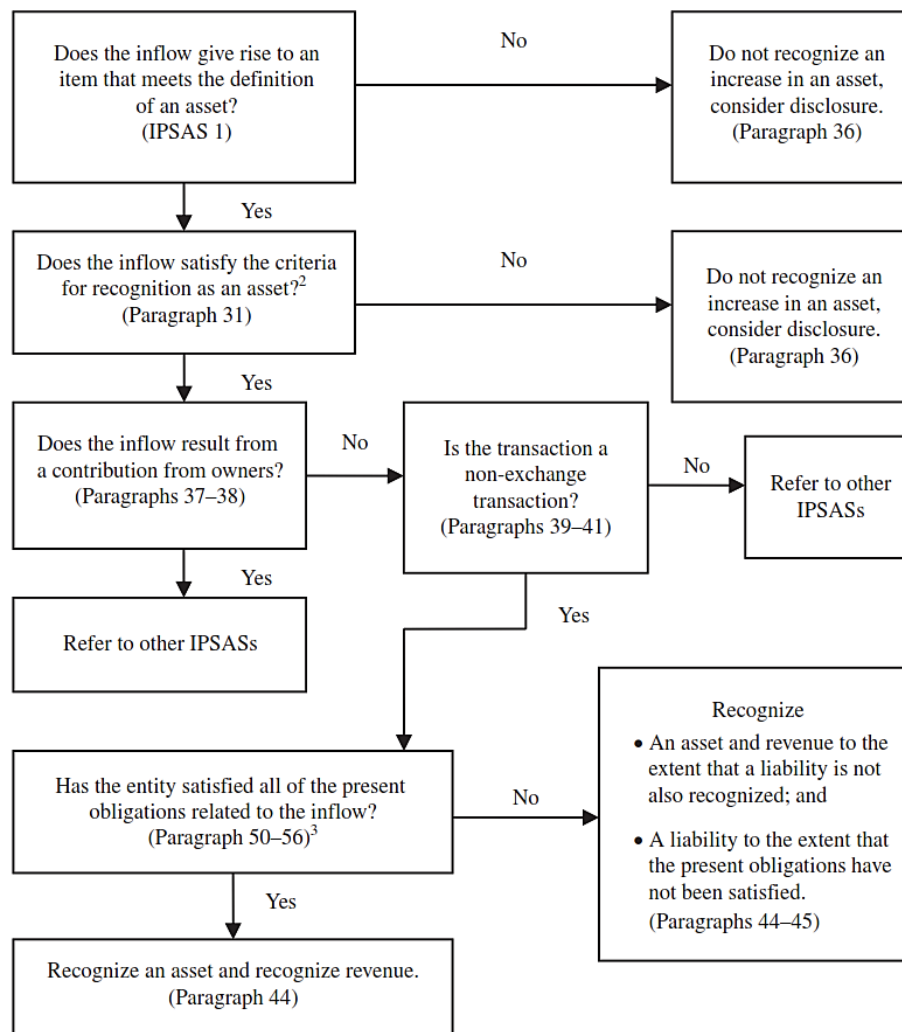 Does the inflow give rise to an
item that meets the definition
of an asset?
(IPSAS 1)
No
Do not recognize an
increase in an asset,
consider disclosure.
(Paragraph 36)
Yes
Does the inflow satisfy the criteria
for recognition as an asset?²
(Paragraph 31)
No
Do not recognize an
increase in an asset,
consider disclosure.
(Paragraph 36)
Yes
Does the inflow result from
a contribution from owners?
(Paragraphs 37–38)
No
Is the transaction a
non-exchange
transaction?
(Paragraphs 39–41)
No
Refer to other
IPSASs
Yes
Refer to other IPSASs
Yes
Has the entity satisfied all of the present
obligations related to the inflow?
(Paragraph 50–56)³
No
Recognize
• An asset and revenue to the
extent that a liability is not
also recognized; and
• A liability to the extent that
the present obligations have
not been satisfied.
(Paragraphs 44–45)
Yes
Recognize an asset and recognize revenue.
(Paragraph 44)